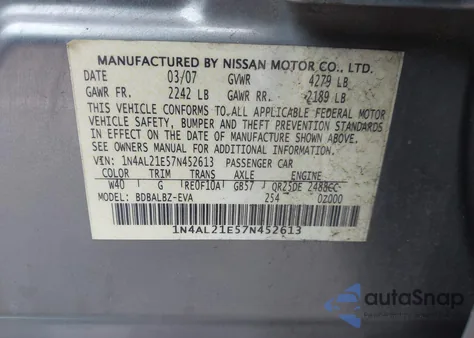 MANUFACTURED BY NISSAN MOTOR CO., LTD.
DATE 03/07 GVWR 4279 LB
GAWR FR. 2242 LB GAWR RR. 2189 LB
THIS VEHICLE CONFORMS TO ALL APPLICABLE FEDERAL MOTOR
VEHICLE SAFETY, BUMPER AND THEFT PREVENTION STANDARDS
IN EFFECT ON THE DATE OF MANUFACTURE SHOWN ABOVE.
SEE OWNERS MANUAL FOR ADDITIONAL INFORMATION.
VIN: 1N4AL21E57N452613 PASSENGER CAR
COLOR TRIM TRANS AXLE ENGINE
W40 G RE0F10A GB57 QR25DE 2488CC
MODEL: BDBALBZ-EVA 254 0Z000
1N4AL21E57N452613
autoSnap